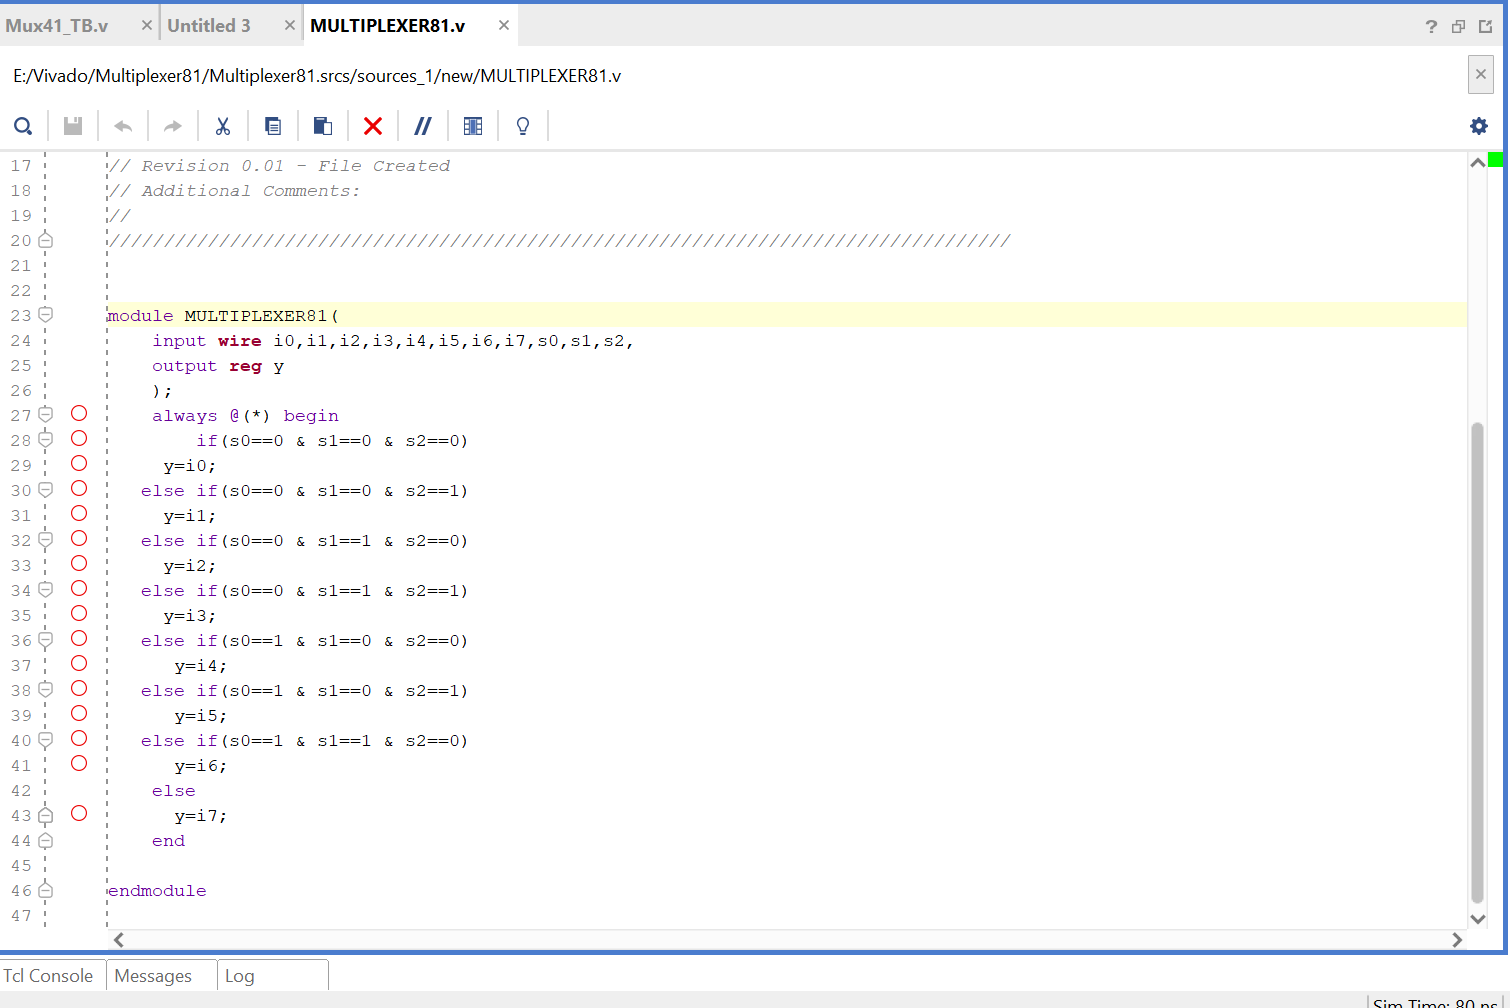 Mux41_TB.v × Untitled 3 × MULTIPLEXER81.v ×
?
E:/Vivado/Multiplexer81/Multiplexer81.srcs/sources_1/new/MULTIPLEXER81.v
17 // Revision 0.01 - File Created
18 // Additional Comments:
19 //
20 //////////////////////////////////////////////////////////////////////////////////
21
22
23 module MULTIPLEXER81(
24 input wire i0,i1,i2,i3,i4,i5,i6,i7,s0,s1,s2,
25 output reg y
26 );
27 always @(*) begin
28 if(s0==0 & s1==0 & s2==0)
29 y=i0;
30 else if(s0==0 & s1==0 & s2==1)
31 y=i1;
32 else if(s0==0 & s1==1 & s2==0)
33 y=i2;
34 else if(s0==0 & s1==1 & s2==1)
35 y=i3;
36 else if(s0==1 & s1==0 & s2==0)
37 y=i4;
38 else if(s0==1 & s1==0 & s2==1)
39 y=i5;
40 else if(s0==1 & s1==1 & s2==0)
41 y=i6;
42 else
43 y=i7;
44 end
45
46 endmodule
47
Tcl Console Messages Log
Sim Time: 80 ns